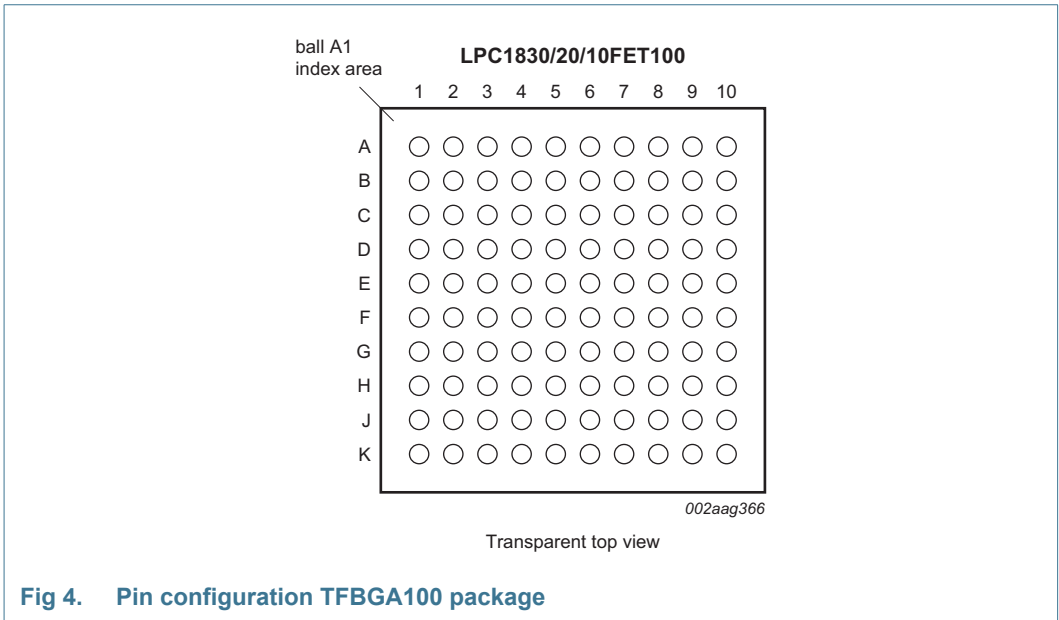 ball A1
index area
LPC1830/20/10FET100
1 2 3 4 5 6 7 8 9 10
A
B
C
D
E
F
G
H
J
K
002aag366
Transparent top view
Fig 4. Pin configuration TFBGA100 package